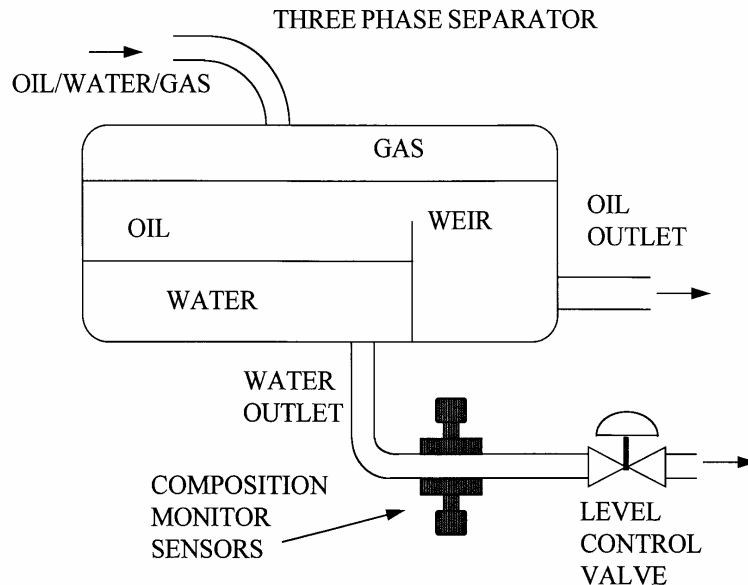 THREE PHASE SEPARATOR
OIL/WATER/GAS
GAS
OIL
WEIR
OIL
OUTLET
WATER
WATER
OUTLET
COMPOSITION
MONITOR
SENSORS
LEVEL
CONTROL
VALVE